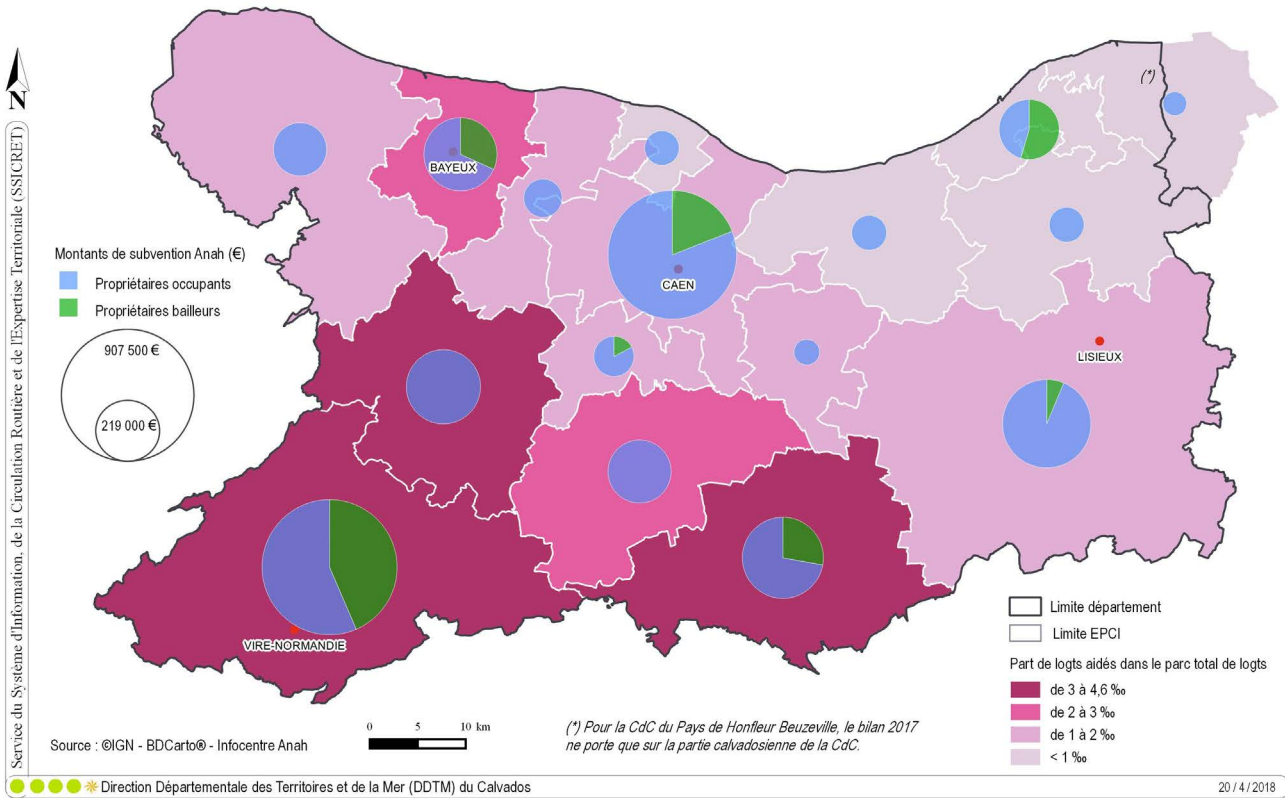 N
Service du Système d'Information, de la Circulation Routière et de l'Expertise Territoriale (SSICRET)
(*)
BAYEUX
CAEN
LISIEUX
VIRE-NORMANDIE
Montants de subvention Anah (€)
Propriétaires occupants
Propriétaires bailleurs
907 500 €
219 000 €
Limite département
Limite EPCI
Part de logts aidés dans le parc total de logts
de 3 à 4,6 ‰
de 2 à 3 ‰
de 1 à 2 ‰
< 1 ‰
0 5 10 km
(*) Pour la CdC du Pays de Honfleur Beuzeville, le bilan 2017
ne porte que sur la partie calvadosienne de la CdC.
Source : ©IGN - BDCarto® - Infocentre Anah
Direction Départementale des Territoires et de la Mer (DDTM) du Calvados
20 / 4 / 2018